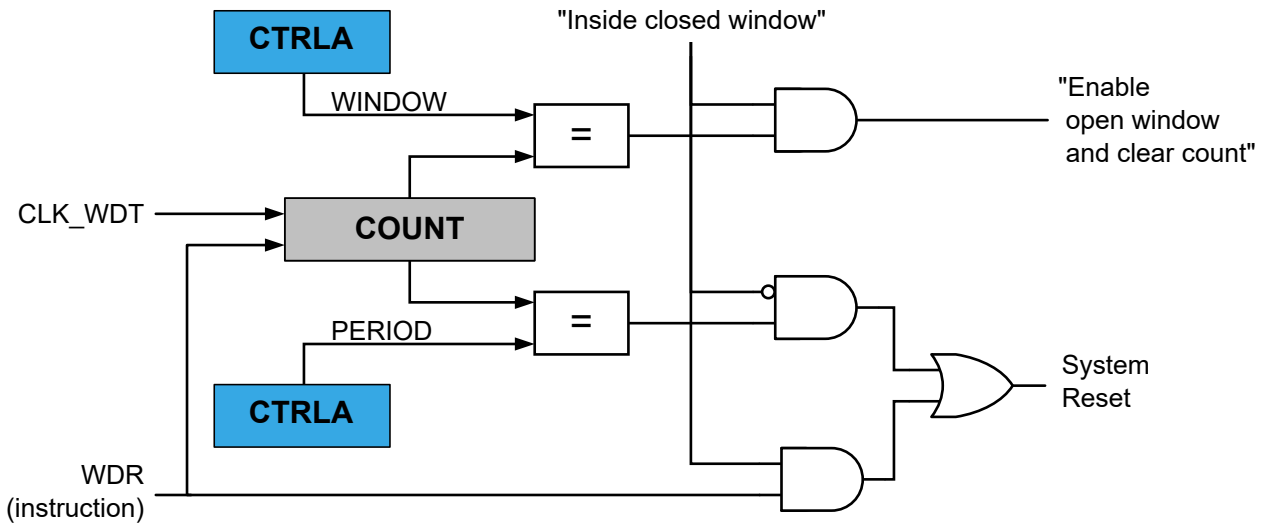 "Inside closed window"
CTRLA
WINDOW
=
"Enable
open window
and clear count"
CLK_WDT
COUNT
=
PERIOD
CTRLA
System
Reset
WDR
(instruction)